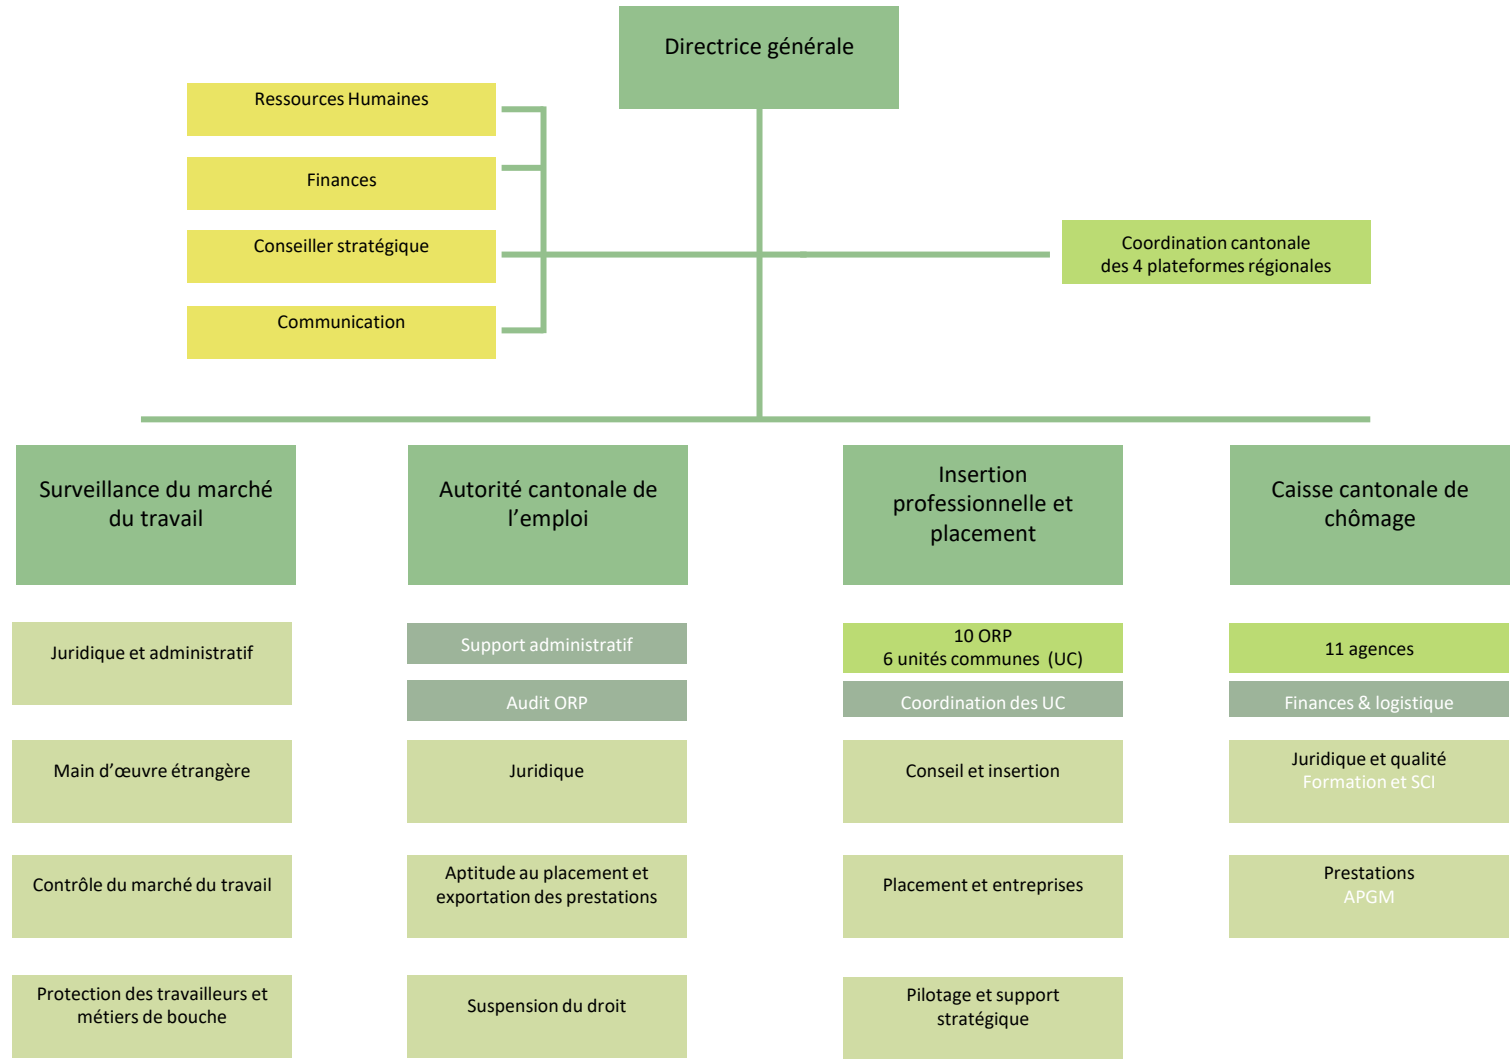 Directrice générale
Ressources Humaines
Finances
Conseiller stratégique
Communication
Coordination cantonale
des 4 plateformes régionales
Surveillance du marché
du travail
Juridique et administratif
Main d’œuvre étrangère
Contrôle du marché du travail
Protection des travailleurs et
métiers de bouche
Autorité cantonale de
l’emploi
Support administratif
Audit ORP
Juridique
Aptitude au placement et
exportation des prestations
Suspension du droit
Insertion
professionnelle et
placement
10 ORP
6 unités communes (UC)
Coordination des UC
Conseil et insertion
Placement et entreprises
Pilotage et support
stratégique
Caisse cantonale de
chômage
11 agences
Finances & logistique
Juridique et qualité
Formation et SCI
Prestations
APGM